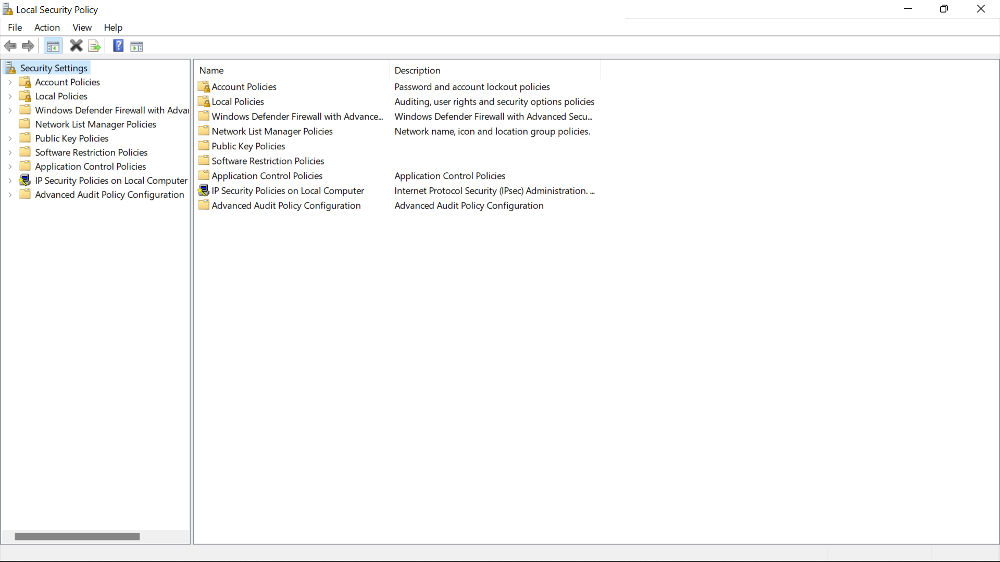 Local Security Policy
File Action View Help
Security Settings
Account Policies
Local Policies
Windows Defender Firewall with Adva
Network List Manager Policies
Public Key Policies
Software Restriction Policies
Application Control Policies
IP Security Policies on Local Computer
Advanced Audit Policy Configuration
Name Description
Account Policies Password and account lockout policies
Local Policies Auditing, user rights and security options policies
Windows Defender Firewall with Advance... Windows Defender Firewall with Advanced Secu...
Network List Manager Policies Network name, icon and location group policies.
Public Key Policies
Software Restriction Policies
Application Control Policies Application Control Policies
IP Security Policies on Local Computer Internet Protocol Security (IPsec) Administration. ...
Advanced Audit Policy Configuration Advanced Audit Policy Configuration